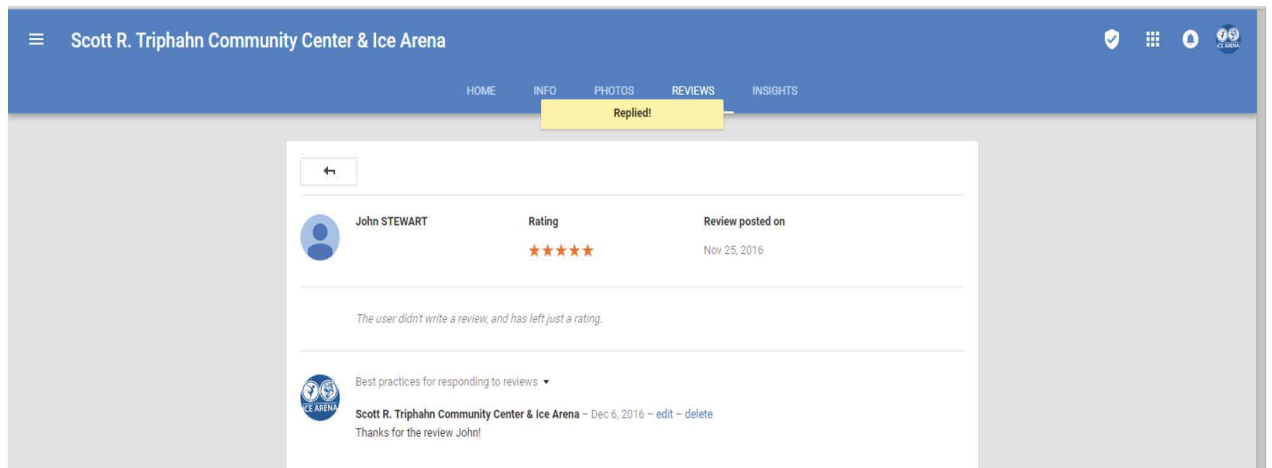 Scott R. Triphahn Community Center & Ice Arena
HOME INFO PHOTOS REVIEWS INSIGHTS
Replied!
John STEWART Rating Review posted on
Nov 25, 2016
The user didn't write a review, and has left just a rating.
Best practices for responding to reviews
ICE ARENA
Scott R. Triphahn Community Center & Ice Arena – Dec 6, 2016 – edit – delete
Thanks for the review John!